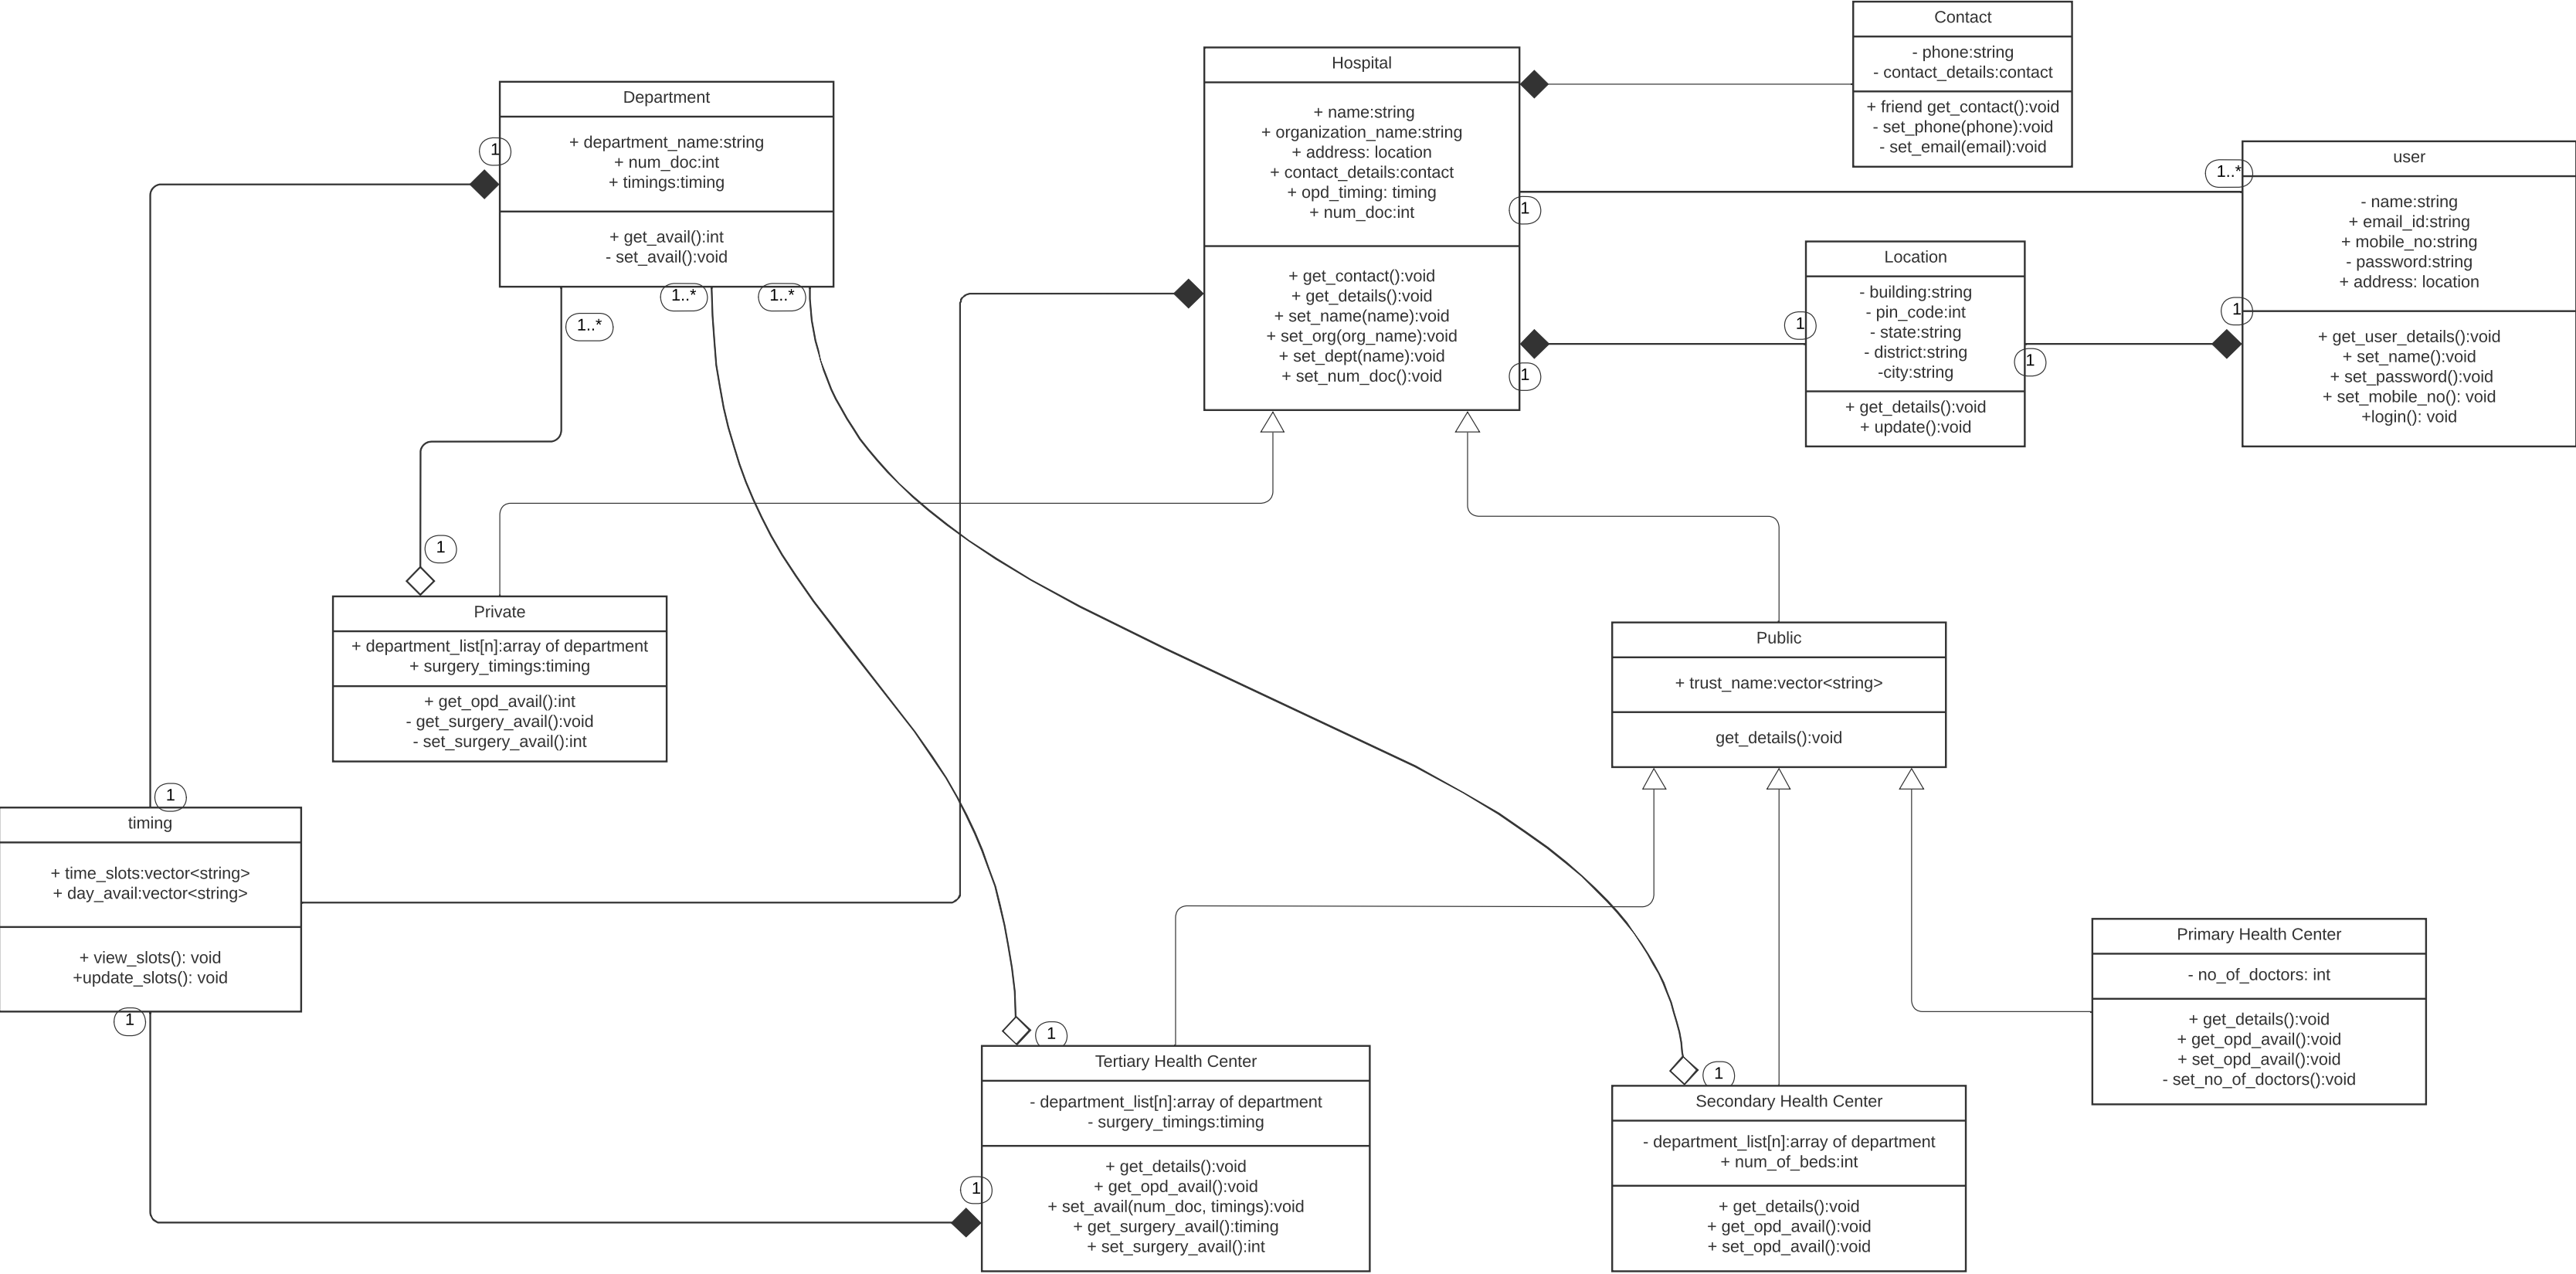 Contact
- phone:string
- contact_details:contact
+ friend get_contact():void
- set_phone(phone):void
- set_email(email):void
Hospital
+ name:string
+ organization_name:string
+ address: location
+ contact_details:contact
+ opd_timing: timing
+ num_doc:int
+ get_contact():void
+ get_details():void
+ set_name(name):void
+ set_org(org_name):void
+ set_dept(name):void
+ set_num_doc():void
1
1
Department
+ department_name:string
+ num_doc:int
+ timings:timing
+ get_avail():int
- set_avail():void
1
1..*
1..*
1..*
user
- name:string
+ email_id:string
+ mobile_no:string
- password:string
+ address: location
+ get_user_details():void
+ set_name():void
+ set_password():void
+ set_mobile_no(): void
+login(): void
1..*
1
Location
- building:string
- pin_code:int
- state:string
- district:string
-city:string
+ get_details():void
+ update():void
1
1
1
Private
+ department_list[n]:array of department
+ surgery_timings:timing
+ get_opd_avail():int
- get_surgery_avail():void
- set_surgery_avail():int
Public
+ trust_name:vector<string>
get_details():void
1
timing
+ time_slots:vector<string>
+ day_avail:vector<string>
+ view_slots(): void
+update_slots(): void
1
Primary Health Center
- no_of_doctors: int
+ get_details():void
+ get_opd_avail():void
+ set_opd_avail():void
- set_no_of_doctors():void
1
Tertiary Health Center
- department_list[n]:array of department
- surgery_timings:timing
+ get_details():void
+ get_opd_avail():void
+ set_avail(num_doc, timings):void
+ get_surgery_avail():timing
+ set_surgery_avail():int
1
1
Secondary Health Center
- department_list[n]:array of department
+ num_of_beds:int
+ get_details():void
+ get_opd_avail():void
+ set_opd_avail():void